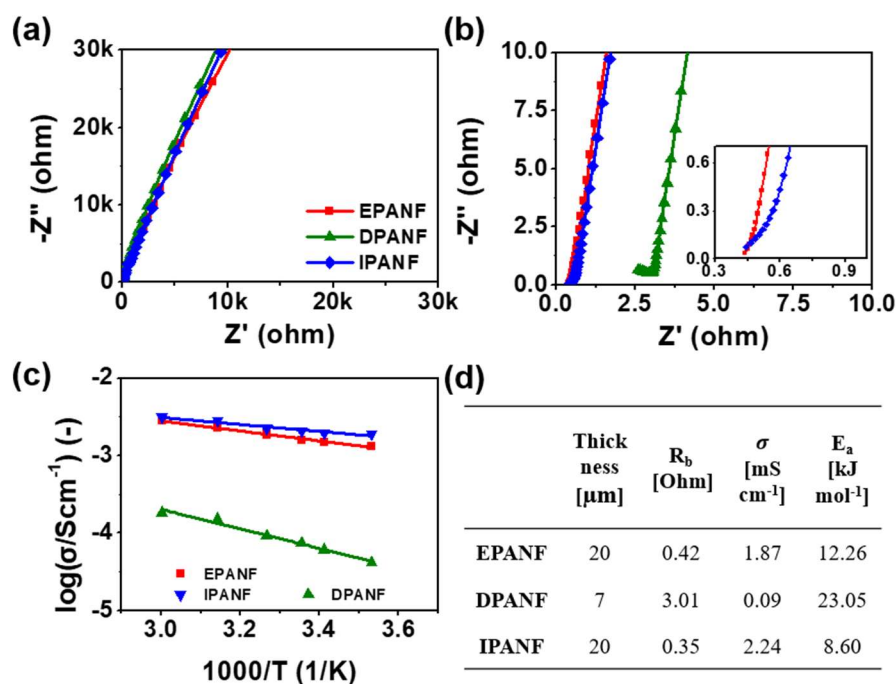 (a)
30k
20k
10k
0
-Z'' (ohm)
EPANF
DPANF
IPANF
0
10k
20k
30k
Z' (ohm)
(b)
10.0
7.5
5.0
2.5
0.0
-Z'' (ohm)
0.6
0.3
0.0
0.3
0.6
0.9
0.0
2.5
5.0
7.5
10.0
Z' (ohm)
(c)
-2
-3
-4
-5
log(σ/Scm⁻¹) (-)
EPANF
IPANF
DPANF
3.0
3.2
3.4
3.6
1000/T (1/K)
(d)
Thick
ness
[μm]
R_b
[Ohm]
σ
[mS
cm⁻¹]
E_a
[kJ
mol⁻¹]
EPANF 20 0.42 1.87 12.26
DPANF 7 3.01 0.09 23.05
IPANF 20 0.35 2.24 8.60